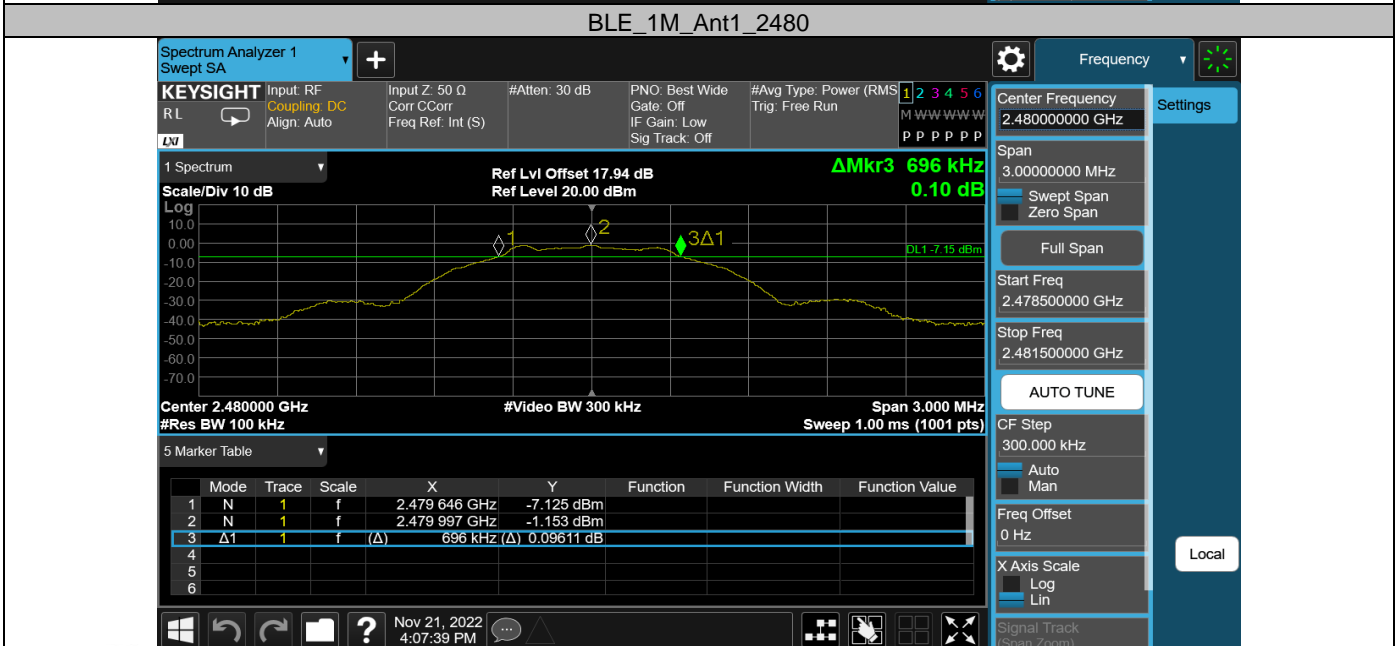 BLE_1M_Ant1_2480
Spectrum Analyzer 1
Swept SA
Frequency
KEYSIGHT
RL
LXI
Input: RF
Coupling: DC
Align: Auto
Input Z: 50 Ω
Corr CCorr
Freq Ref: Int (S)
#Atten: 30 dB
PNO: Best Wide
Gate: Off
IF Gain: Low
Sig Track: Off
#Avg Type: Power (RMS
Trig: Free Run
1 2 3 4 5 6
M W W W W W
P P P P P P
1 Spectrum
Scale/Div 10 dB
Ref Lvl Offset 17.94 dB
Ref Level 20.00 dBm
ΔMkr3 696 kHz
0.10 dB
Log
10.0
0.00
-10.0
-20.0
-30.0
-40.0
-50.0
-60.0
-70.0
1
2
3Δ1
DL1 -7.15 dBm
Center 2.480000 GHz
#Video BW 300 kHz
Span 3.000 MHz
#Res BW 100 kHz
Sweep 1.00 ms (1001 pts)
5 Marker Table
Mode Trace Scale X Y Function Function Width Function Value
1 N 1 f 2.479 646 GHz -7.125 dBm
2 N 1 f 2.479 997 GHz -1.153 dBm
3 Δ1 1 f (Δ) 696 kHz (Δ) 0.09611 dB
4
5
6
Nov 21, 2022
4:07:39 PM
Center Frequency
2.480000000 GHz
Settings
Span
3.00000000 MHz
Swept Span
Zero Span
Full Span
Start Freq
2.478500000 GHz
Stop Freq
2.481500000 GHz
AUTO TUNE
CF Step
300.000 kHz
Auto
Man
Freq Offset
0 Hz
X Axis Scale
Log
Lin
Local
Signal Track
(Span Zoom)